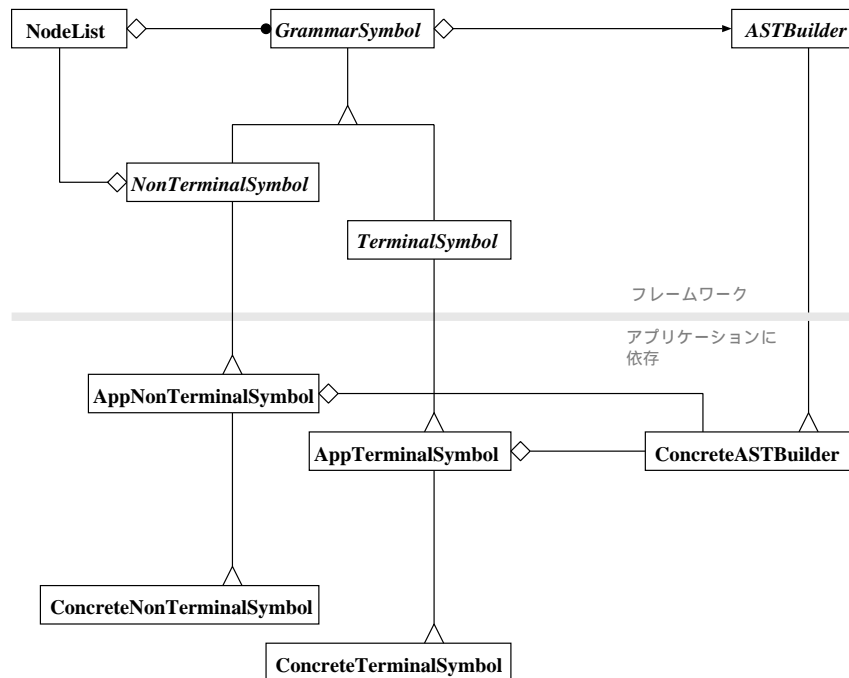 NodeList
GrammarSymbol
ASTBuilder
NonTerminalSymbol
TerminalSymbol
フレームワーク
アプリケーションに
依存
AppNonTerminalSymbol
AppTerminalSymbol
ConcreteASTBuilder
ConcreteNonTerminalSymbol
ConcreteTerminalSymbol